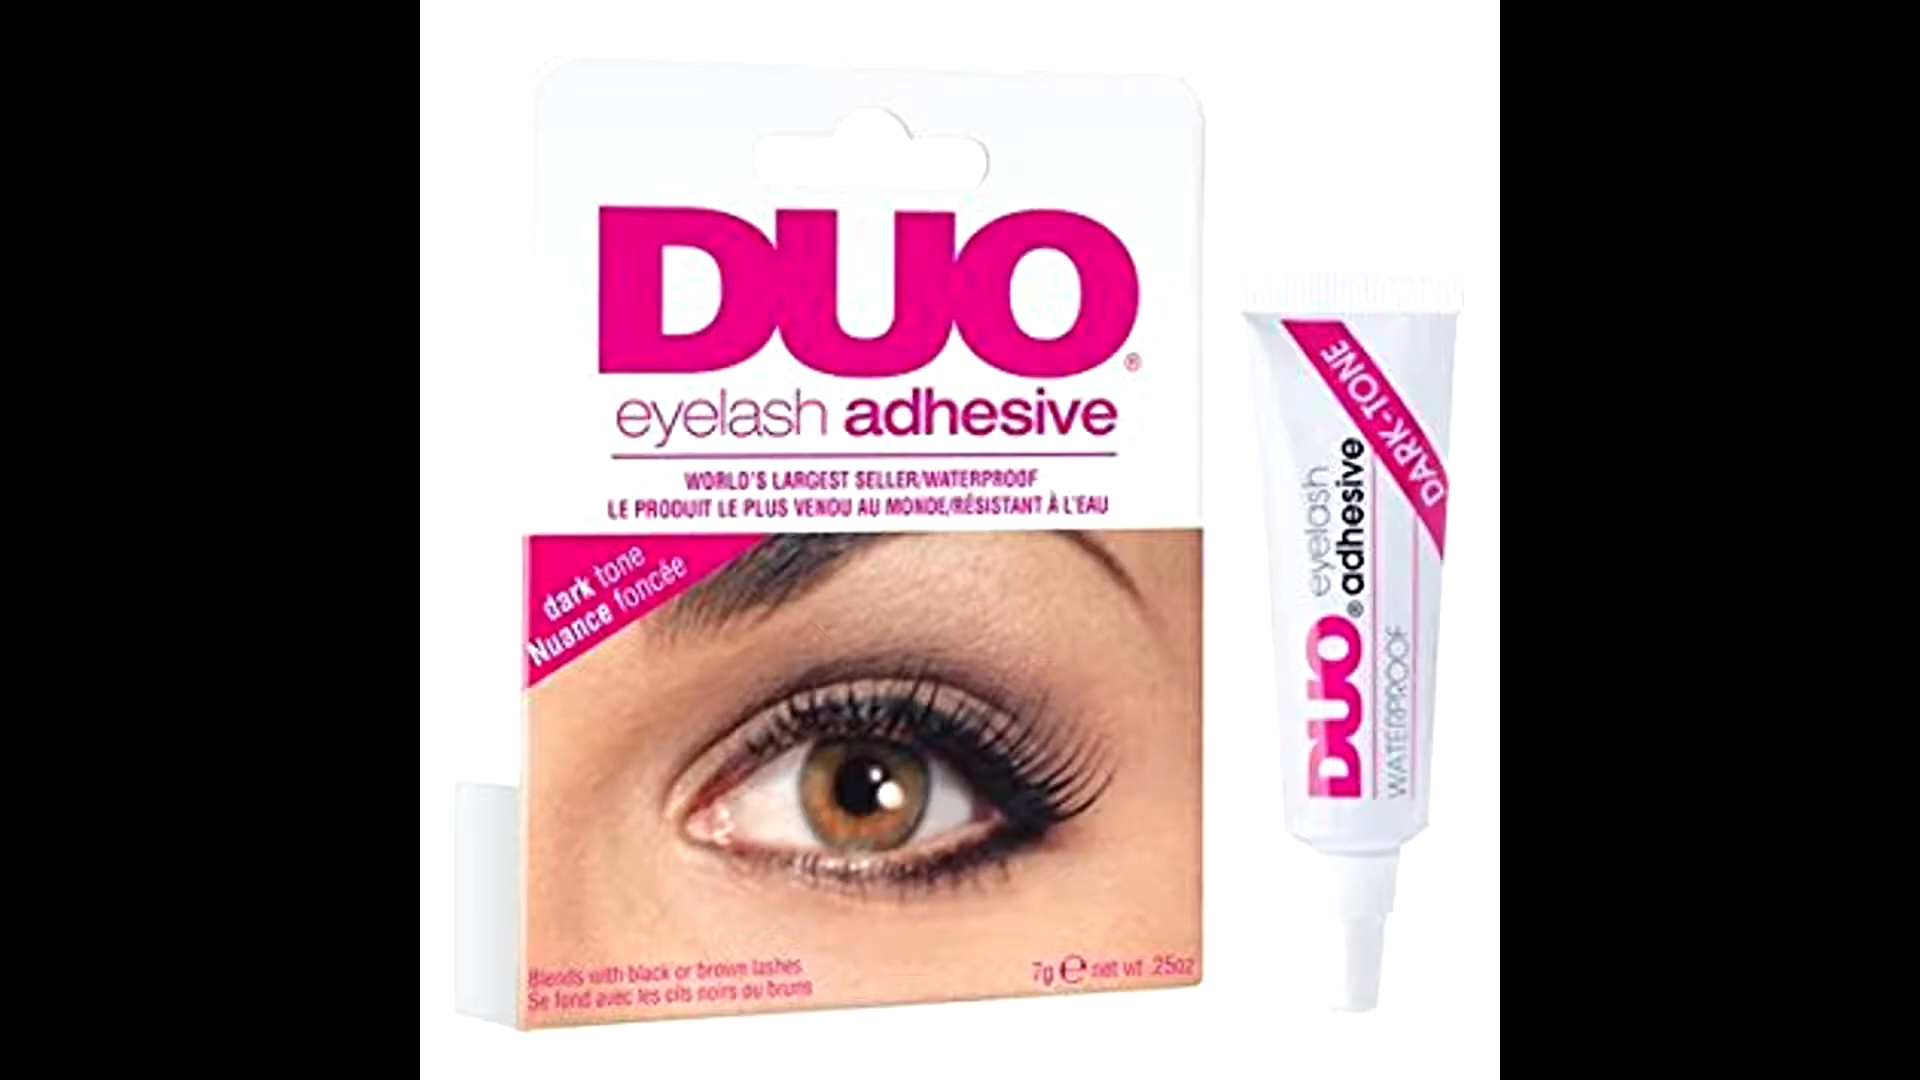 DUO®
eyelash adhesive
WORLD'S LARGEST SELLER/WATERPROOF
LE PRODUIT LE PLUS VENDU AU MONDE/RÉSISTANT À L'EAU
dark tone
Nuance foncée
Blends with black or brown lashes
Se fond avec les cils noirs ou bruns
7g e net wt .25oz
DARK-TONE
DUO® eyelash
adhesive
WATERPROOF